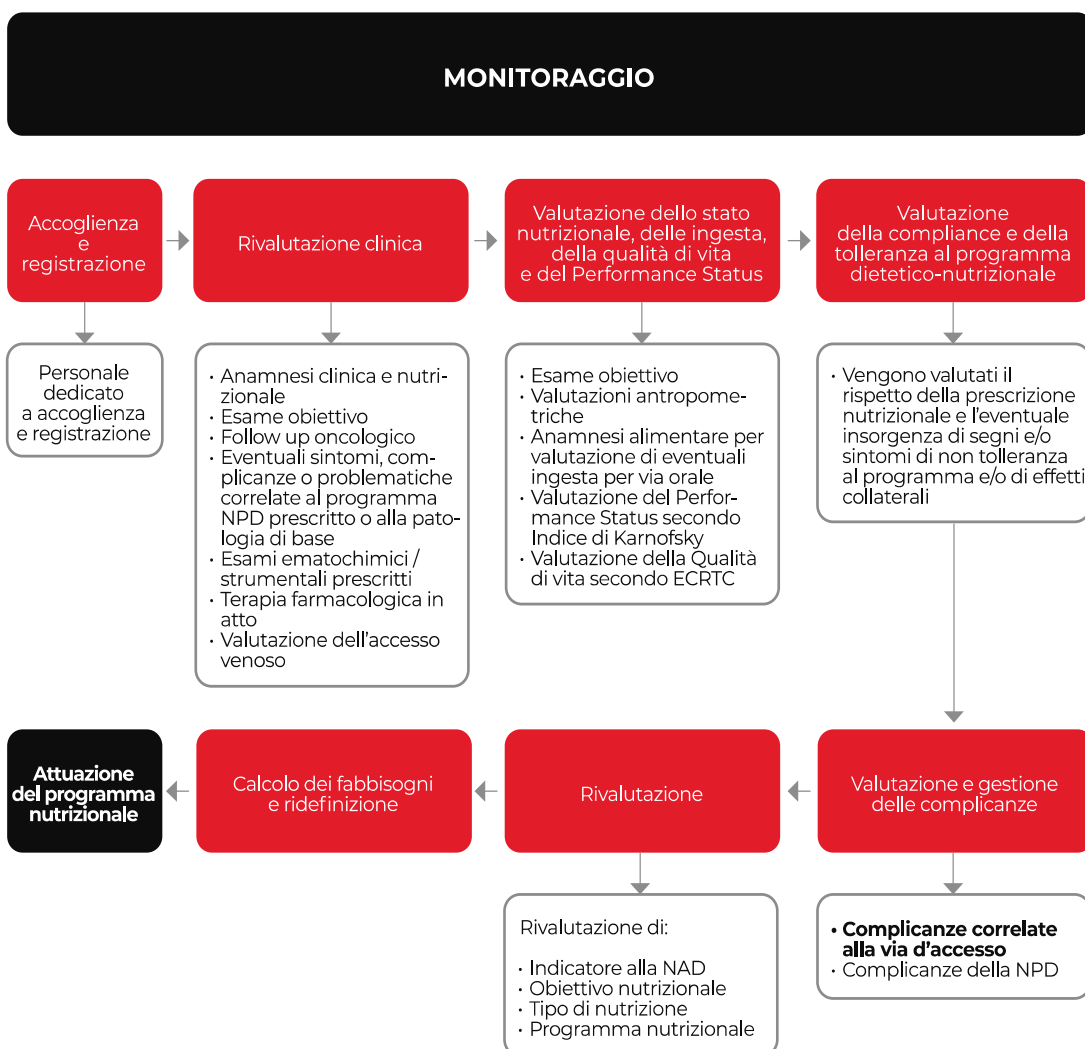 MONITORAGGIO
Accoglienza
e
registrazione
Rivalutazione clinica
Valutazione dello stato
nutrizionale, delle ingesta,
della qualità di vita
e del Performance Status
Valutazione
della compliance e della
tolleranza al programma
dietetico-nutrizionale
Personale
dedicato
a accoglienza
e registrazione
· Anamnesi clinica e nutri-
zionale
· Esame obiettivo
· Follow up oncologico
· Eventuali sintomi, com-
plicanze o problematiche
correlate al programma
NPD prescritto o alla pato-
logia di base
· Esami ematochimici /
strumentali prescritti
· Terapia farmacologica in
atto
· Valutazione dell'accesso
venoso
· Esame obiettivo
· Valutazioni antropome-
triche
· Anamnesi alimentare per
valutazione di eventuali
ingesta per via orale
· Valutazione del Perfor-
mance Status secondo
Indice di Karnofsky
· Valutazione della Qualità
di vita secondo ECRTC
· Vengono valutati il
rispetto della prescrizione
nutrizionale e l'eventuale
insorgenza di segni e/o
sintomi di non tolleranza
al programma e/o di effetti
collaterali
Valutazione e gestione
delle complicanze
· Complicanze correlate
alla via d'accesso
· Complicanze della NPD
Rivalutazione
Rivalutazione di:
· Indicatore alla NAD
· Obiettivo nutrizionale
· Tipo di nutrizione
· Programma nutrizionale
Calcolo dei fabbisogni
e ridefinizione
Attuazione
del programma
nutrizionale